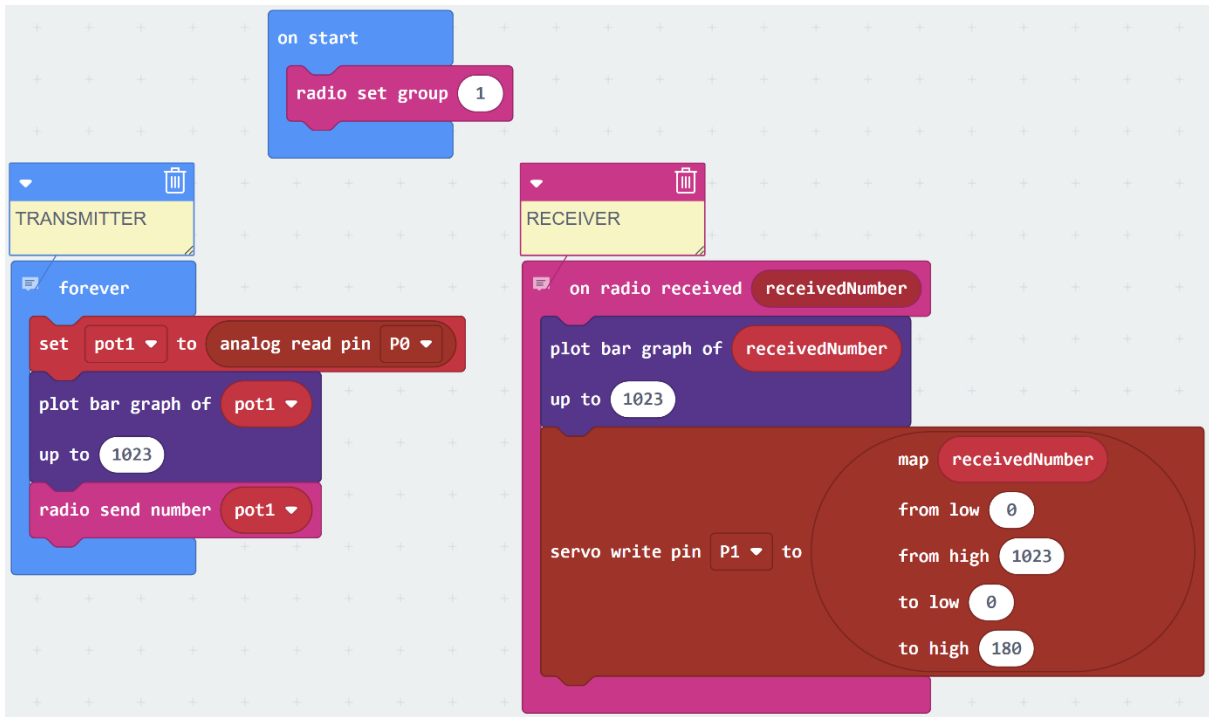 on start
radio set group 1
TRANSMITTER
forever
set pot1 to analog read pin P0
plot bar graph of pot1
up to 1023
radio send number pot1
RECEIVER
on radio received receivedNumber
plot bar graph of receivedNumber
up to 1023
servo write pin P1 to
map receivedNumber
from low 0
from high 1023
to low 0
to high 180